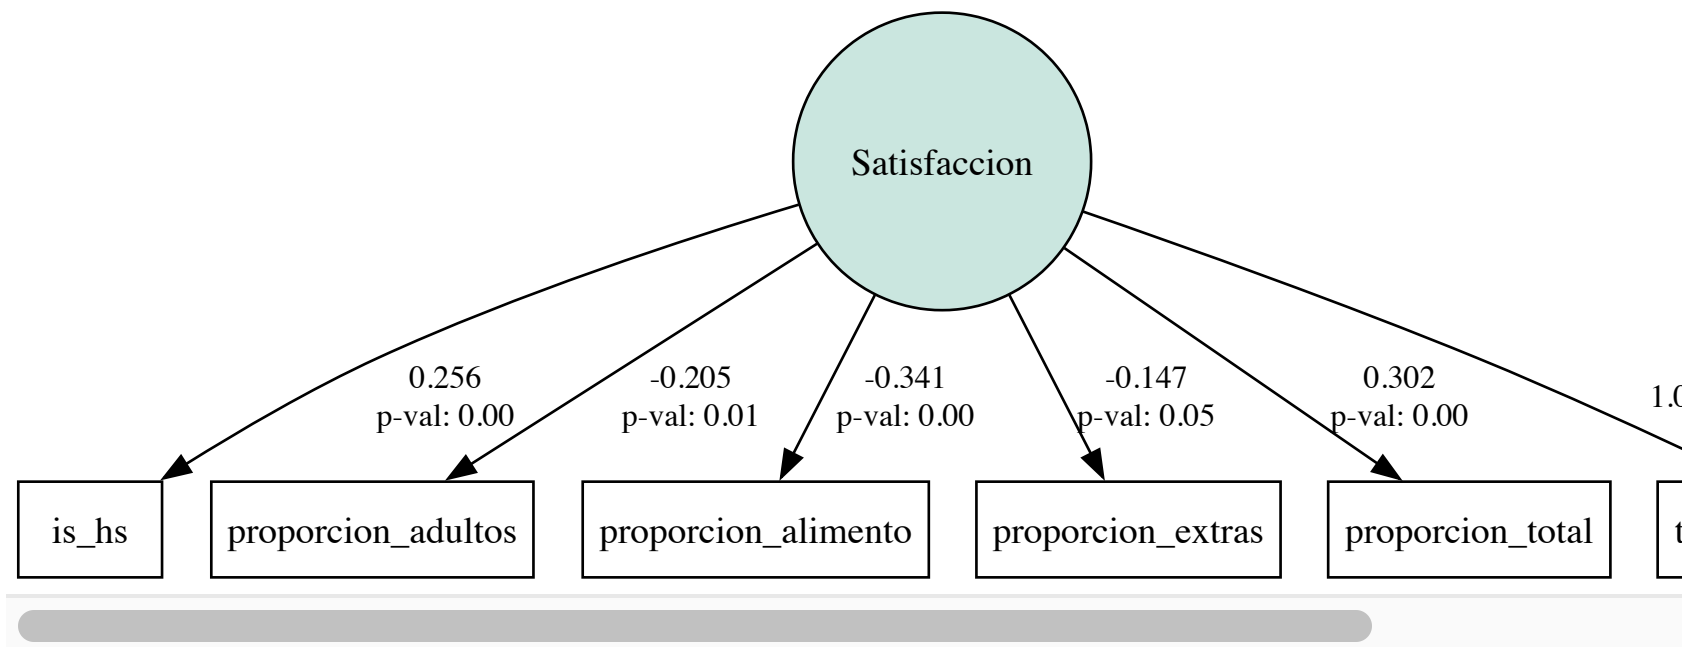 Satisfaccion
0.256
p-val: 0.00
-0.205
p-val: 0.01
-0.341
p-val: 0.00
-0.147
p-val: 0.05
0.302
p-val: 0.00
is_hs
proporcion_adultos
proporcion_alimento
proporcion_extras
proporcion_total